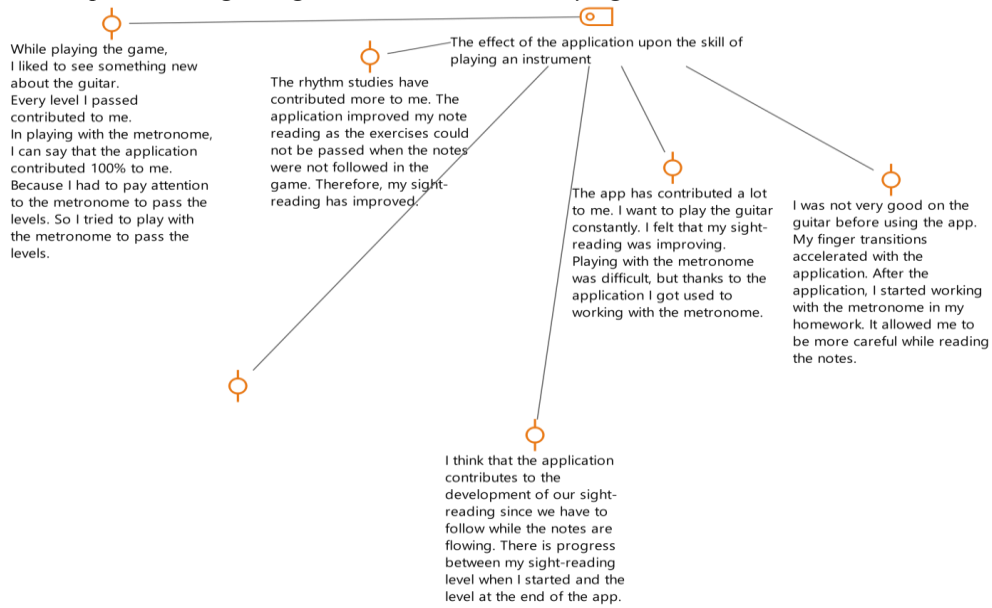 The effect of the application upon the skill of
playing an instrument
While playing the game,
I liked to see something new
about the guitar.
Every level I passed
contributed to me.
In playing with the metronome,
I can say that the application
contributed 100% to me.
Because I had to pay attention
to the metronome to pass the
levels. So I tried to play with
the metronome to pass the
levels.
The rhythm studies have
contributed more to me. The
application improved my note
reading as the exercises could
not be passed when the notes
were not followed in the
game. Therefore, my sight-
reading has improved.
The app has contributed a lot
to me. I want to play the guitar
constantly. I felt that my sight-
reading was improving.
Playing with the metronome
was difficult, but thanks to the
application I got used to
working with the metronome.
I was not very good on the
guitar before using the app.
My finger transitions
accelerated with the
application. After the
application, I started working
with the metronome in my
homework. It allowed me to
be more careful while reading
the notes.
I think that the application
contributes to the
development of our sight-
reading since we have to
follow while the notes are
flowing. There is progress
between my sight-reading
level when I started and the
level at the end of the app.